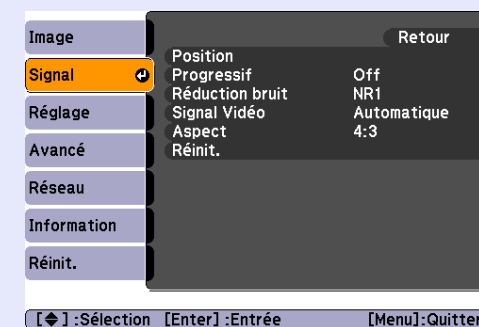 Image
Signal
Réglage
Avancé
Réseau
Information
Réinit.
Retour
Position
Progressif Off
Réduction bruit NR1
Signal Vidéo Automatique
Aspect 4:3
Réinit.
[◆] :Sélection [Enter] :Entrée [Menu]:Quitter